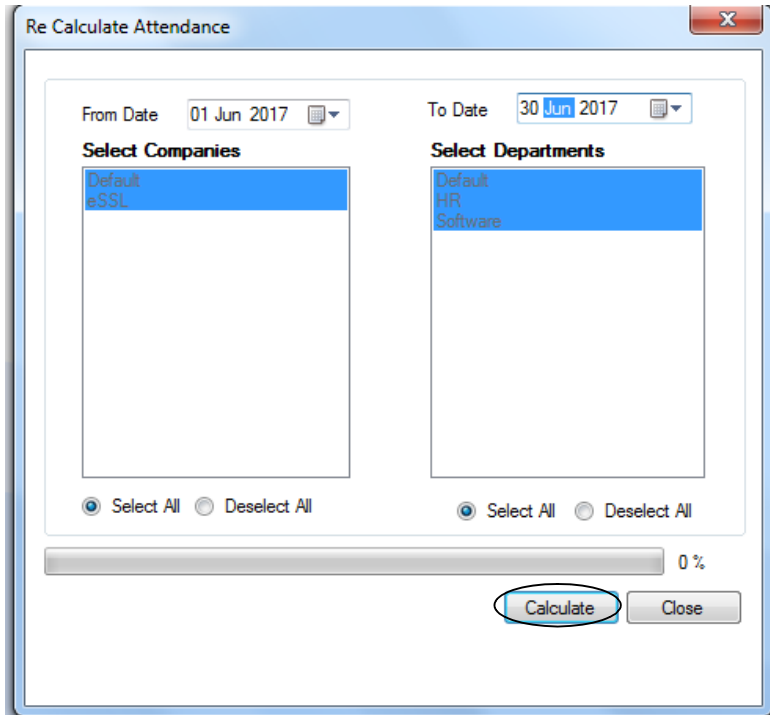 Re Calculate Attendance
From Date 01 Jun 2017 To Date 30 Jun 2017
Select Companies
Default
eSSL
Select Departments
Default
HR
Software
Select All Deselect All
Select All Deselect All
0 %
Calculate Close